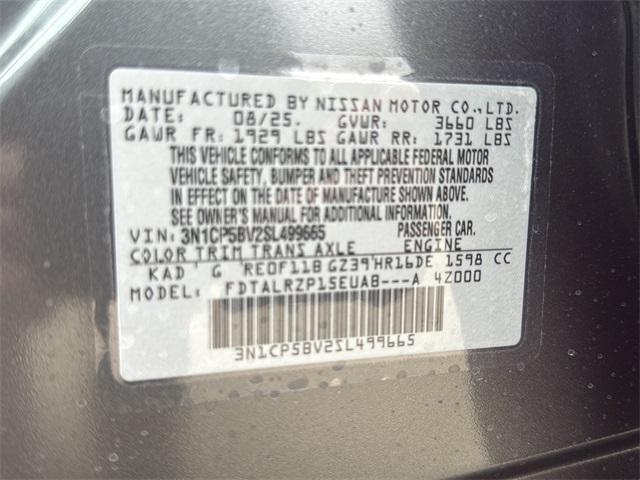 MANUFACTURED BY NISSAN MOTOR CO.,LTD.
DATE: 08/25. GVWR: 3660 LBS
GAWR FR: 1929 LBS GAWR RR: 1731 LBS
THIS VEHICLE CONFORMS TO ALL APPLICABLE FEDERAL MOTOR
VEHICLE SAFETY, BUMPER AND THEFT PREVENTION STANDARDS
IN EFFECT ON THE DATE OF MANUFACTURE SHOWN ABOVE.
SEE OWNER'S MANUAL FOR ADDITIONAL INFORMATION.
VIN: 3N1CP5BV2SL499665 PASSENGER CAR.
COLOR TRIM TRANS AXLE ENGINE
KAD G RE0F11B GZ39 HR16DE 1598 CC
MODEL: FDTALRZP15EUAB---A 4Z000
3N1CP5BV2SL499665